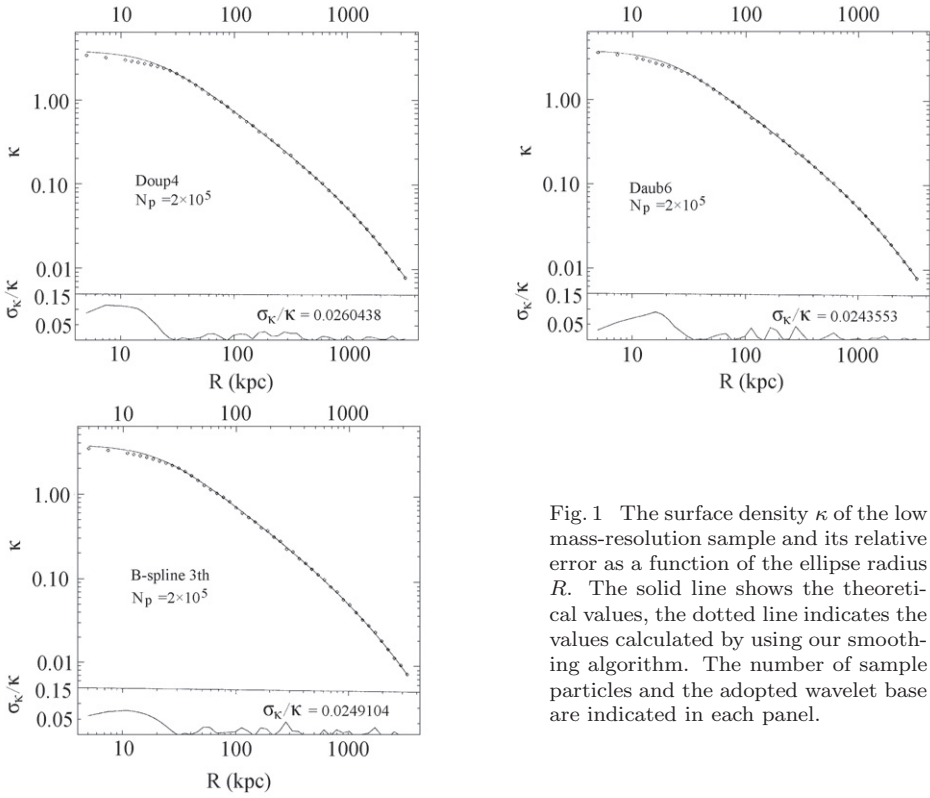 10 100 1000
κ
1.00
0.10
0.01
Doup4
Np =2×10⁵
σκ/κ
0.15
0.05
σκ/κ = 0.0260438
10 100 1000
R (kpc)
10 100 1000
κ
1.00
0.10
0.01
Daub6
Np =2×10⁵
σκ/κ
0.15
0.05
σκ/κ = 0.0243553
10 100 1000
R (kpc)
10 100 1000
κ
1.00
0.10
0.01
B-spline 3th
Np =2×10⁵
σκ/κ
0.15
0.05
σκ/κ = 0.0249104
10 100 1000
R (kpc)
Fig. 1 The surface density κ of the low
mass-resolution sample and its relative
error as a function of the ellipse radius
R. The solid line shows the theoreti-
cal values, the dotted line indicates the
values calculated by using our smooth-
ing algorithm. The number of sample
particles and the adopted wavelet base
are indicated in each panel.